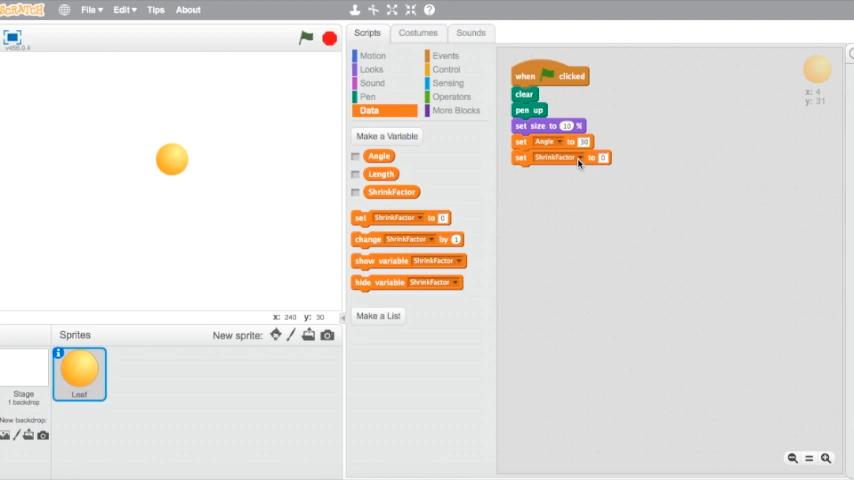 SCRATCH File▾ Edit▾ Tips About
v456.0.4
Scripts Costumes Sounds
Motion Events
Looks Control
Sound Sensing
Pen Operators
Data More Blocks
Make a Variable
Angle
Length
ShrinkFactor
set ShrinkFactor to 0
change ShrinkFactor by 1
show variable ShrinkFactor
hide variable ShrinkFactor
Make a List
when clicked
clear
pen up
set size to 10 %
set Angle to 30
set ShrinkFactor to 0
x: 4
y: 31
x: 240 y: 30
Sprites New sprite:
Stage
1 backdrop
New backdrop:
Leaf